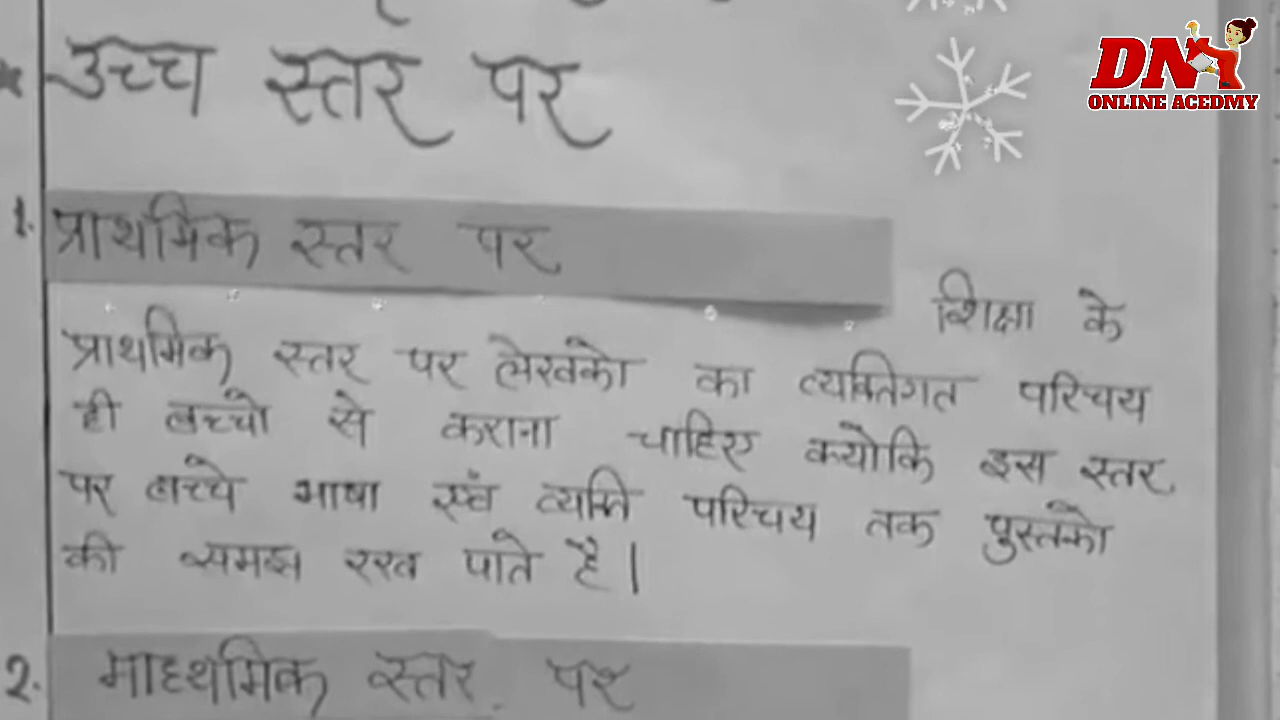 उच्च स्तर पर
DNA
ONLINE ACEDMY
1. प्राथमिक स्तर पर
शिक्षा के
प्राथमिक स्तर पर लेखको का व्यक्तिगत परिचय
ही बच्चो से कराना चाहिए क्योकि इस स्तर
पर बच्चे भाषा एवं व्यक्ति परिचय तक पुस्तको
की समझ रख पाते है।
2. माध्यमिक स्तर पर